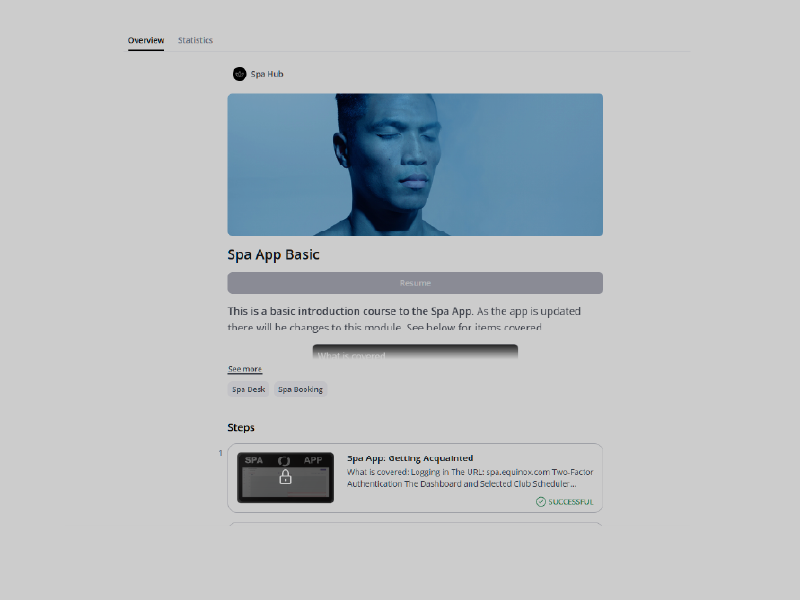 Overview Statistics
Spa Hub
Spa App Basic
Resume
This is a basic introduction course to the Spa App. As the app is updated
there will be changes to this module. See below for items covered.
What is covered
See more
Spa Desk Spa Booking
Steps
1
SPA APP
Spa App: Getting Acquainted
What is covered: Logging in The URL: spa.equinox.com Two-Factor
Authentication The Dashboard and Selected Club Scheduler...
SUCCESSFUL